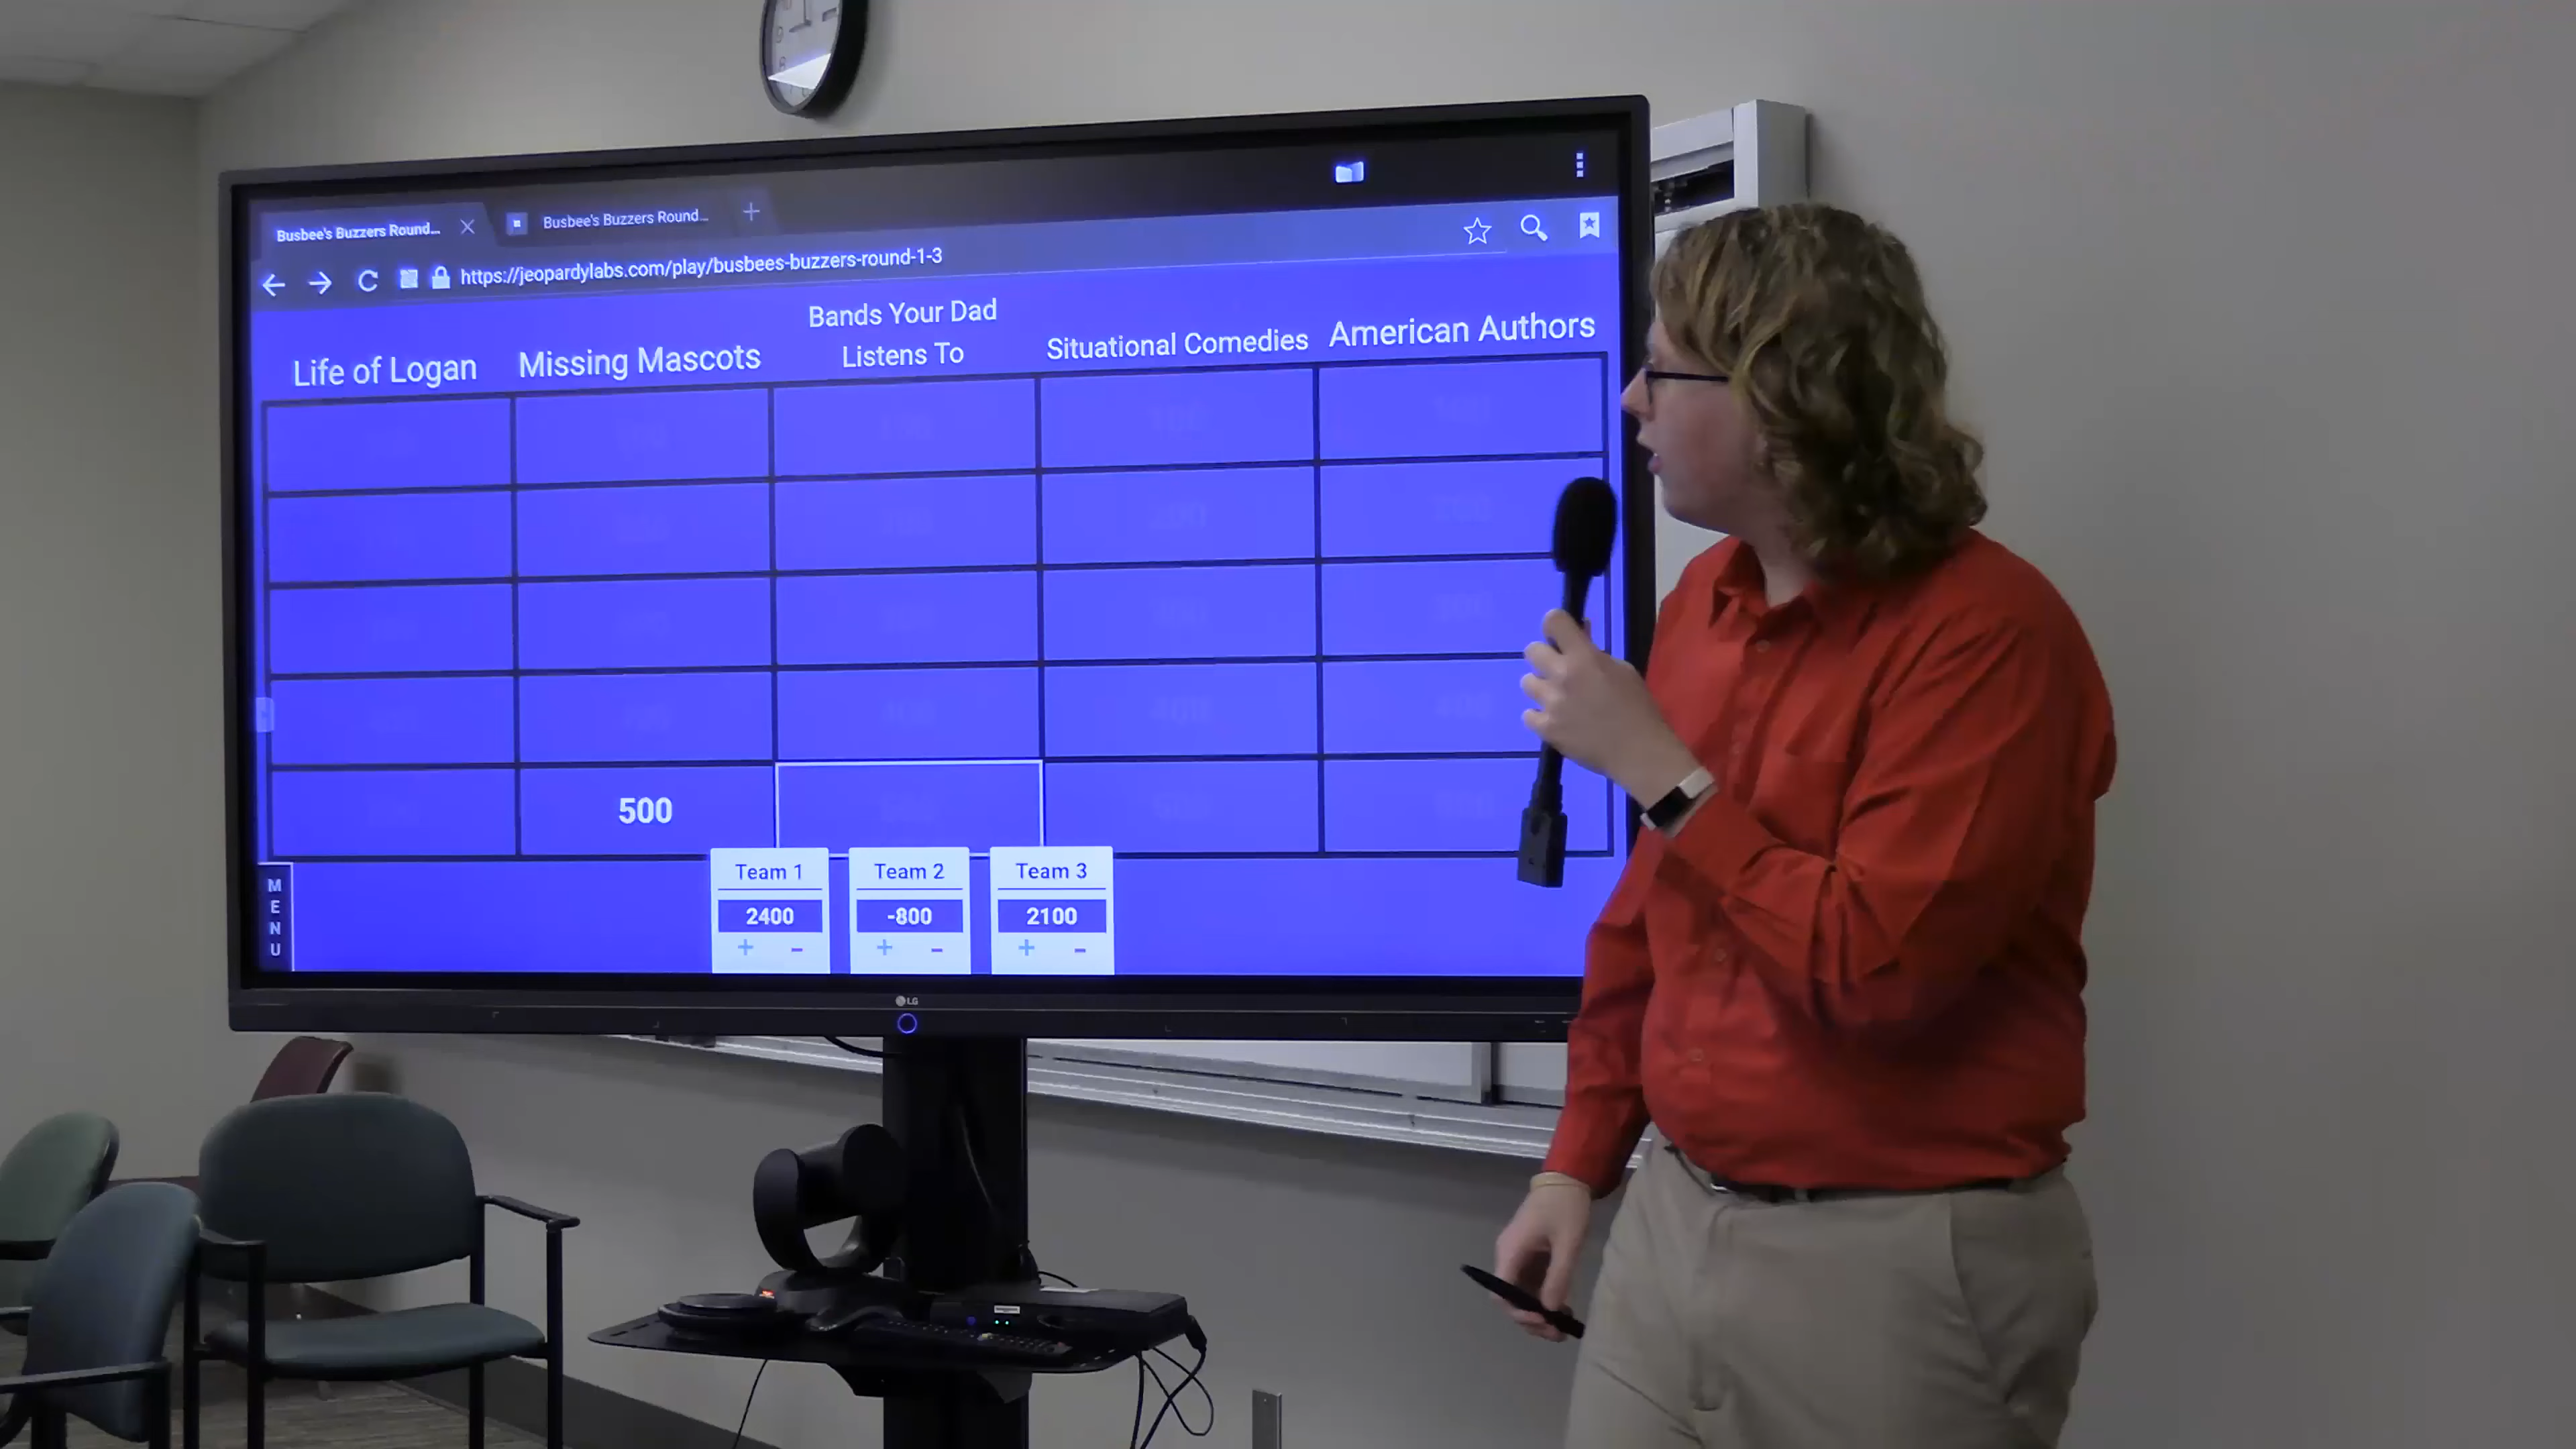 Busbee's Buzzers Round...
Busbee's Buzzers Round...
https://jeopardylabs.com/play/busbees-buzzers-round-1-3
Life of Logan
Missing Mascots
Bands Your Dad
Listens To
Situational Comedies
American Authors
500
MENU
Team 1
2400
+ -
Team 2
-800
+ -
Team 3
2100
+ -
LG